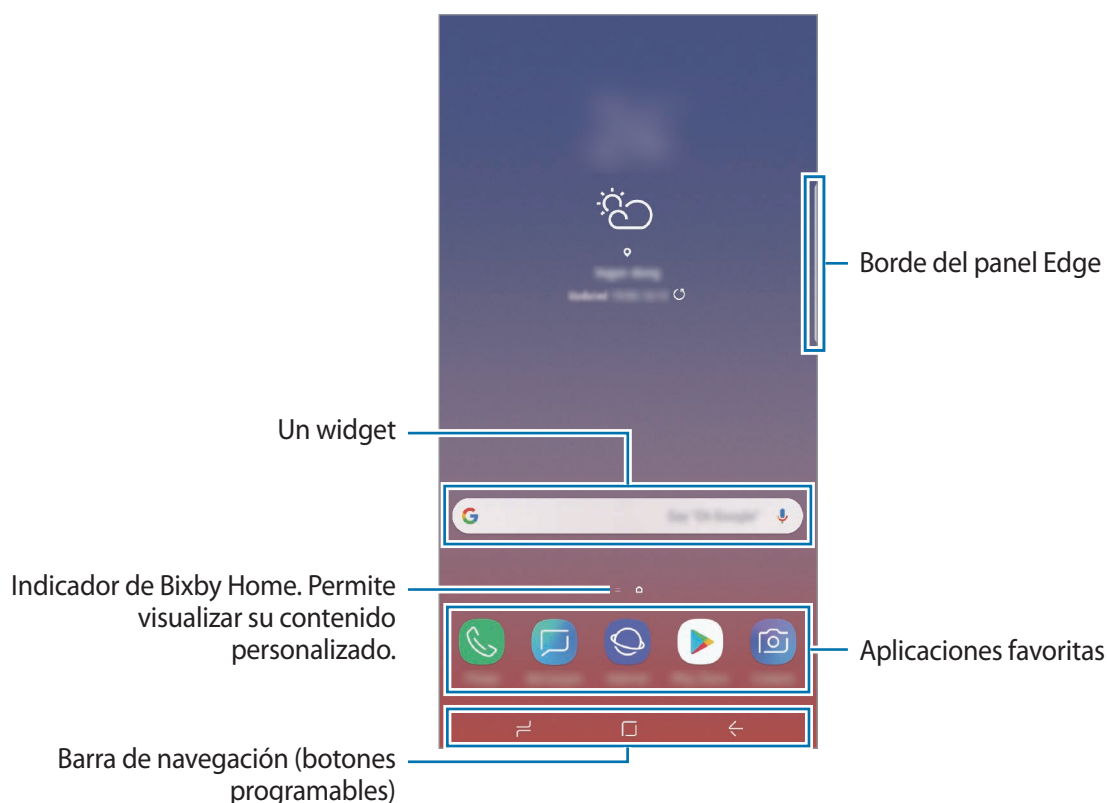 Borde del panel Edge
Un widget
Indicador de Bixby Home. Permite
visualizar su contenido
personalizado.
Aplicaciones favoritas
Barra de navegación (botones
programables)